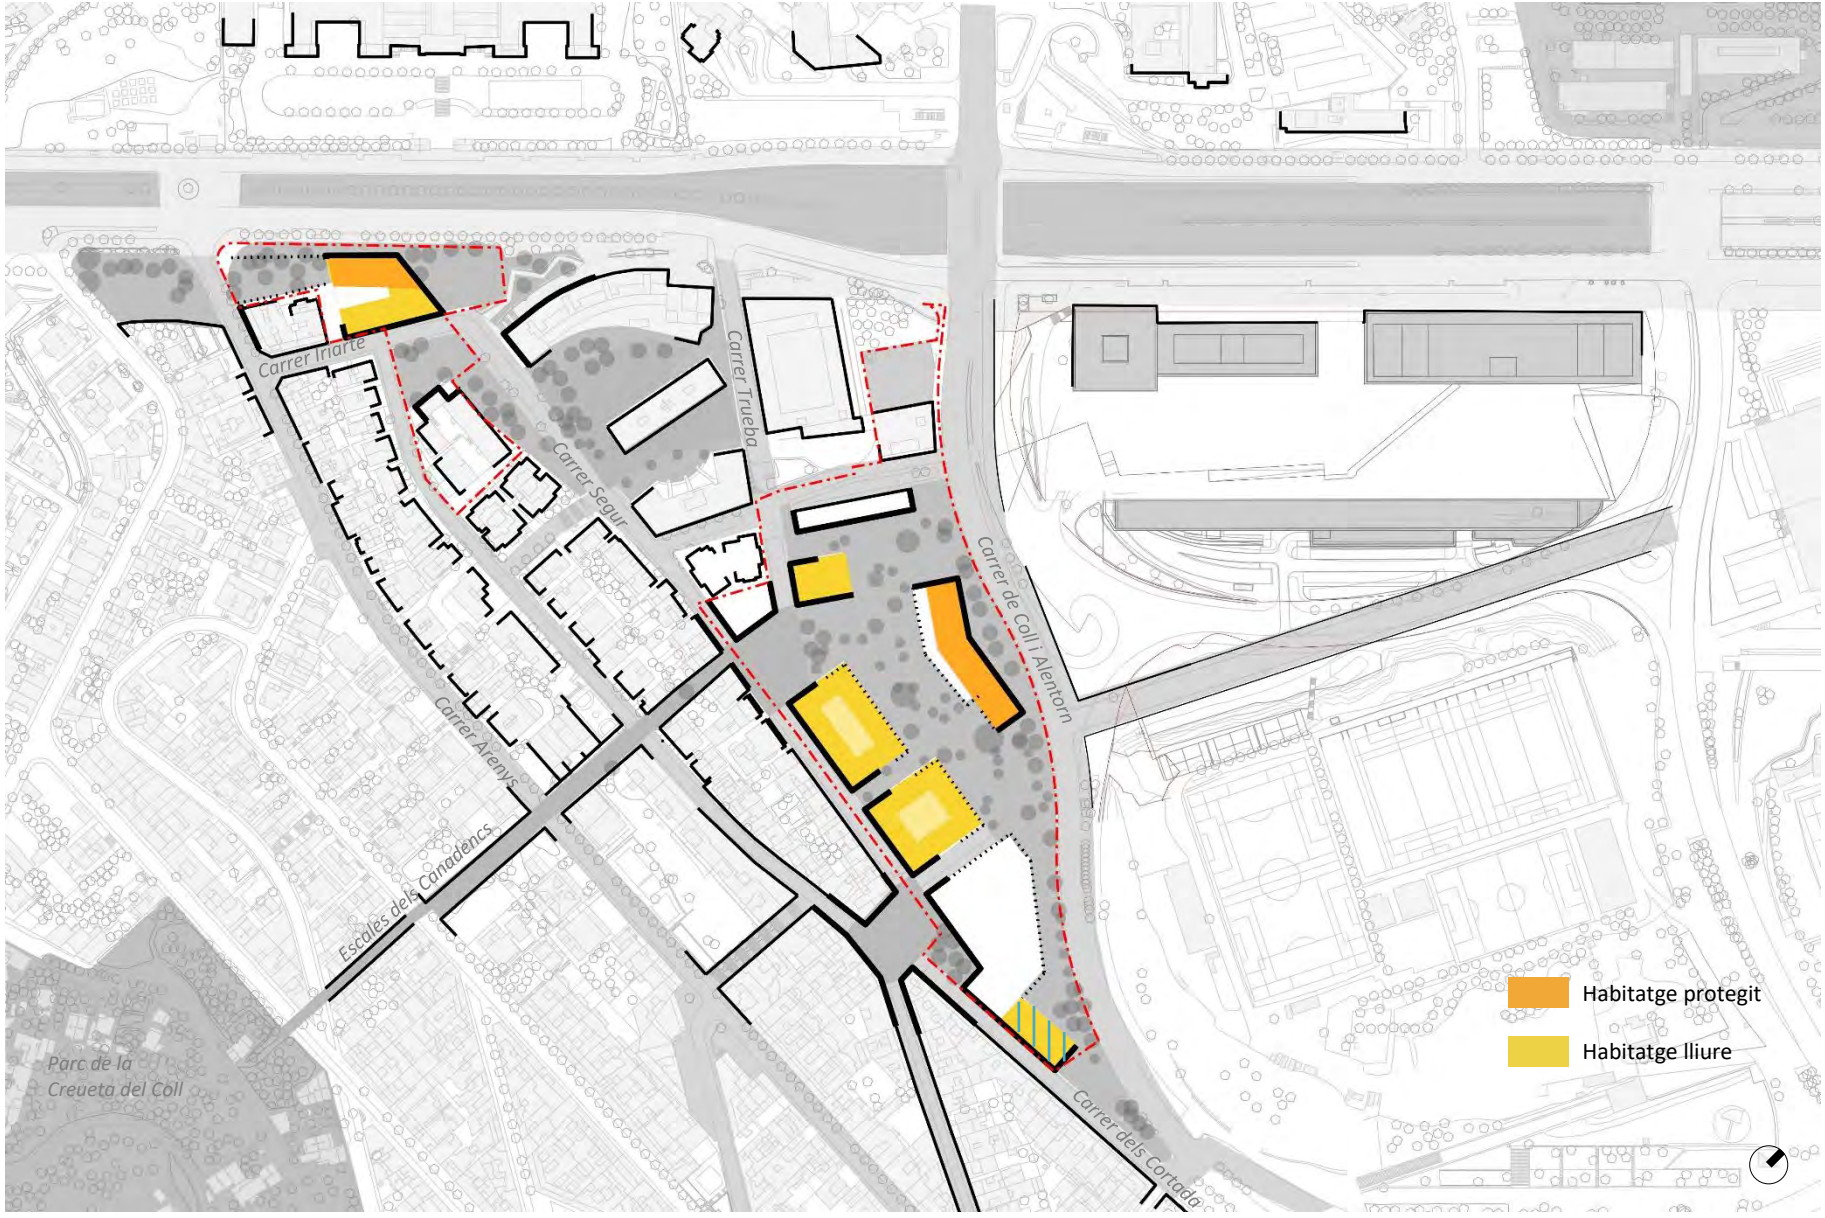 Carrer Iriarte
Carrer Trueba
Carrer Segur
Carrer de Coll i Alentorn
Carrer Arenys
Escales dels Canadencs
Habitatge protegit
Habitatge lliure
Parc de la
Creueta del Coll
Carrer dels Cortada